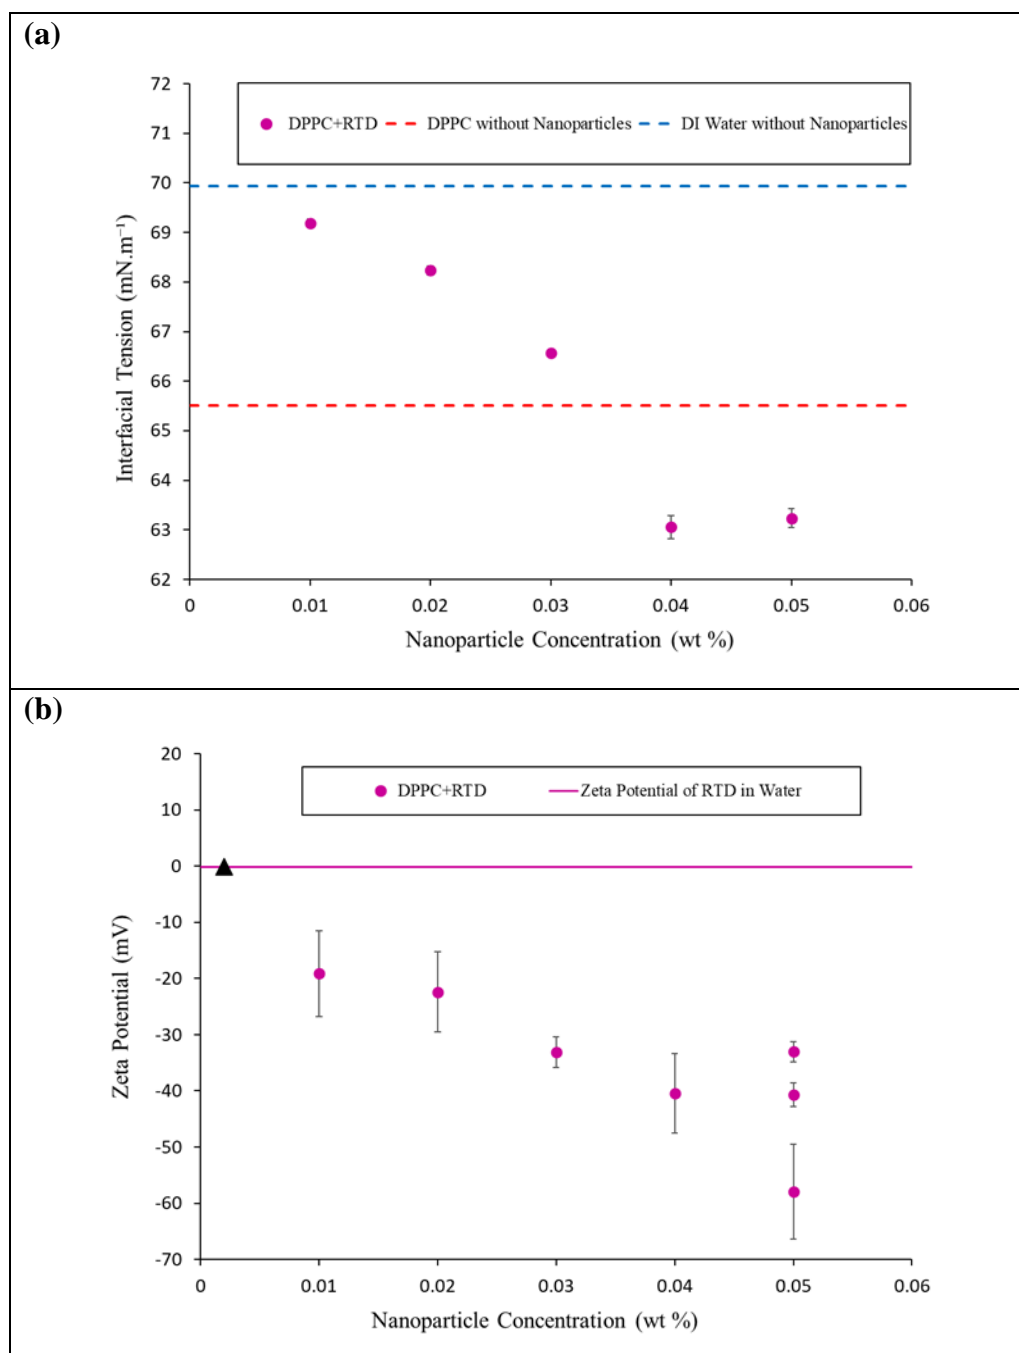 (a)
72
71
70
69
68
67
66
65
64
63
62
DPPC+RTD DPPC without Nanoparticles DI Water without Nanoparticles
Interfacial Tension (mN.m⁻¹)
0 0.01 0.02 0.03 0.04 0.05 0.06
Nanoparticle Concentration (wt %)
(b)
20
10
0
-10
-20
-30
-40
-50
-60
-70
DPPC+RTD Zeta Potential of RTD in Water
Zeta Potential (mV)
0 0.01 0.02 0.03 0.04 0.05 0.06
Nanoparticle Concentration (wt %)